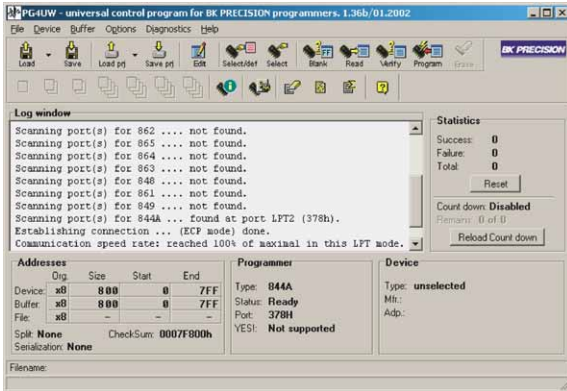 PG4UW - universal control program for BK PRECISION programmers. 1.36b/01.2002
File Device Buffer Options Diagnostics Help
Load Save Load prj Save prj Edit Select/def Select Blank Read Verify Program Erase BK PRECISION
Log window
Scanning port(s) for 862 .... not found.
Scanning port(s) for 865 .... not found.
Scanning port(s) for 864 .... not found.
Scanning port(s) for 863 .... not found.
Scanning port(s) for 848 .... not found.
Scanning port(s) for 861 .... not found.
Scanning port(s) for 849 .... not found.
Scanning port(s) for 844A ... found at port LPT2 (378h).
Establishing connection ... (ECP mode) done.
Communication speed rate: reached 100% of maximal in this LPT mode.
Statistics
Success: 0
Failure: 0
Total: 0
Reset
Count down: Disabled
Remains: 0 of 0
Reload Count down
Addresses
Org. Size Start End
Device: x8 800 0 7FF
Buffer: x8 800 0 7FF
File: x8 - - -
Split: None CheckSum: 0007F800h
Serialization: None
Programmer
Type: 844A
Status: Ready
Port: 378H
YES!: Not supported
Device
Type: unselected
Mfr.:
Adp.:
Filename: